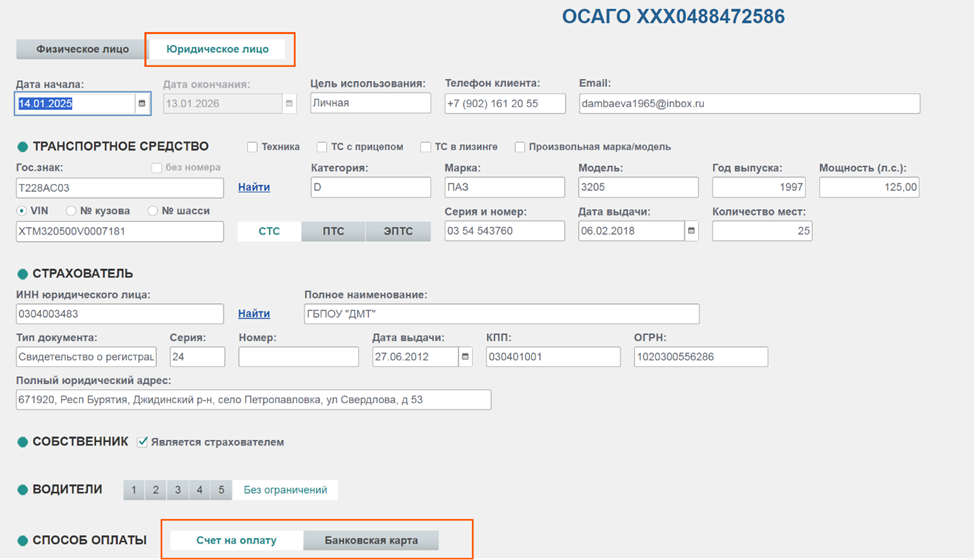 ОСАГО XXX0488472586
Физическое лицо Юридическое лицо
Дата начала: Дата окончания: Цель использования: Телефон клиента: Email:
14.01.2025 13.01.2026 Личная +7 (902) 161 20 55 dambaeva1965@inbox.ru
ТРАНСПОРТНОЕ СРЕДСТВО Техника ТС с прицепом ТС в лизинге Произвольная марка/модель
Гос.знак: без номера Категория: Марка: Модель: Год выпуска: Мощность (л.с.):
Т228АС03 Найти D ПАЗ 3205 1997 125,00
VIN № кузова № шасси Серия и номер: Дата выдачи: Количество мест:
XTM320500V0007181 СТС ПТС ЭПТС 03 54 543760 06.02.2018 25
СТРАХОВАТЕЛЬ
ИНН юридического лица: Полное наименование:
0304003483 Найти ГБПОУ "ДМТ"
Тип документа: Серия: Номер: Дата выдачи: КПП: ОГРН:
Свидетельство о регистрац 24 27.06.2012 030401001 1020300556286
Полный юридический адрес:
671920, Респ Бурятия, Джидинский р-н, село Петропавловка, ул Свердлова, д 53
СОБСТВЕННИК Является страхователем
ВОДИТЕЛИ 1 2 3 4 5 Без ограничений
СПОСОБ ОПЛАТЫ Счет на оплату Банковская карта